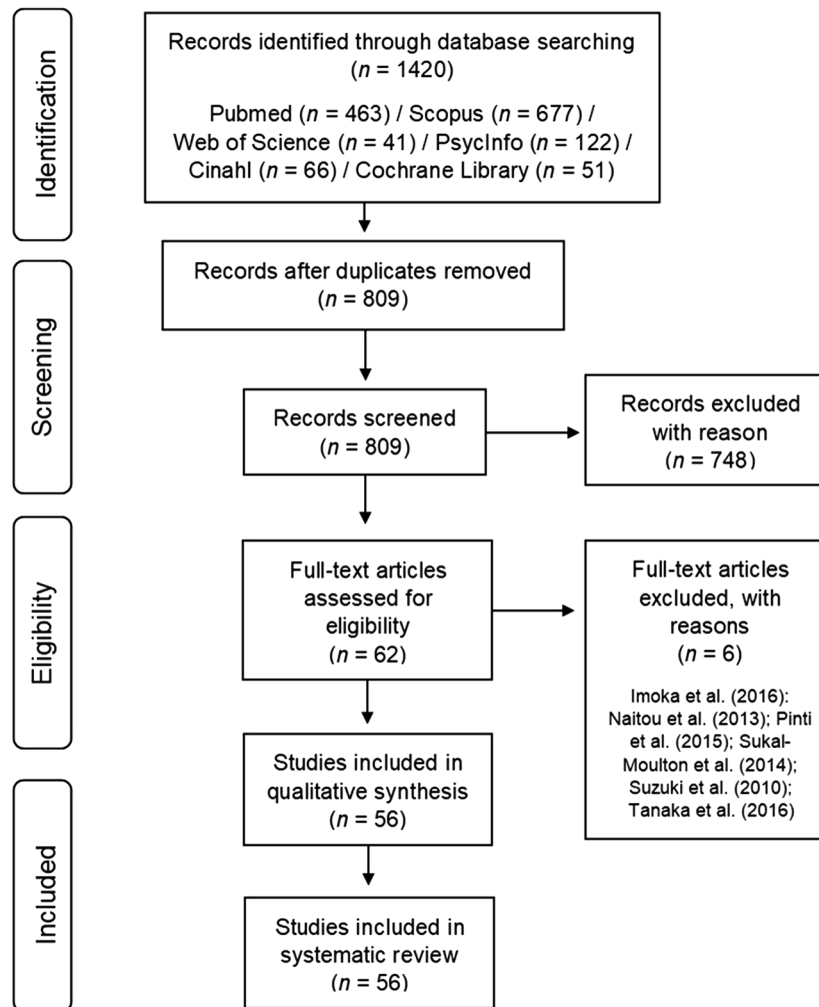 Identification
Records identified through database searching
(n = 1420)
Pubmed (n = 463) / Scopus (n = 677) /
Web of Science (n = 41) / PsycInfo (n = 122) /
Cinahl (n = 66) / Cochrane Library (n = 51)
Screening
Records after duplicates removed
(n = 809)
Records screened
(n = 809)
Records excluded
with reason
(n = 748)
Eligibility
Full-text articles
assessed for
eligibility
(n = 62)
Full-text articles
excluded, with
reasons
(n = 6)
Imoka et al. (2016):
Naitou et al. (2013); Pinti
et al. (2015); Sukal-
Moulton et al. (2014);
Suzuki et al. (2010);
Tanaka et al. (2016)
Included
Studies included in
qualitative synthesis
(n = 56)
Studies included in
systematic review
(n = 56)